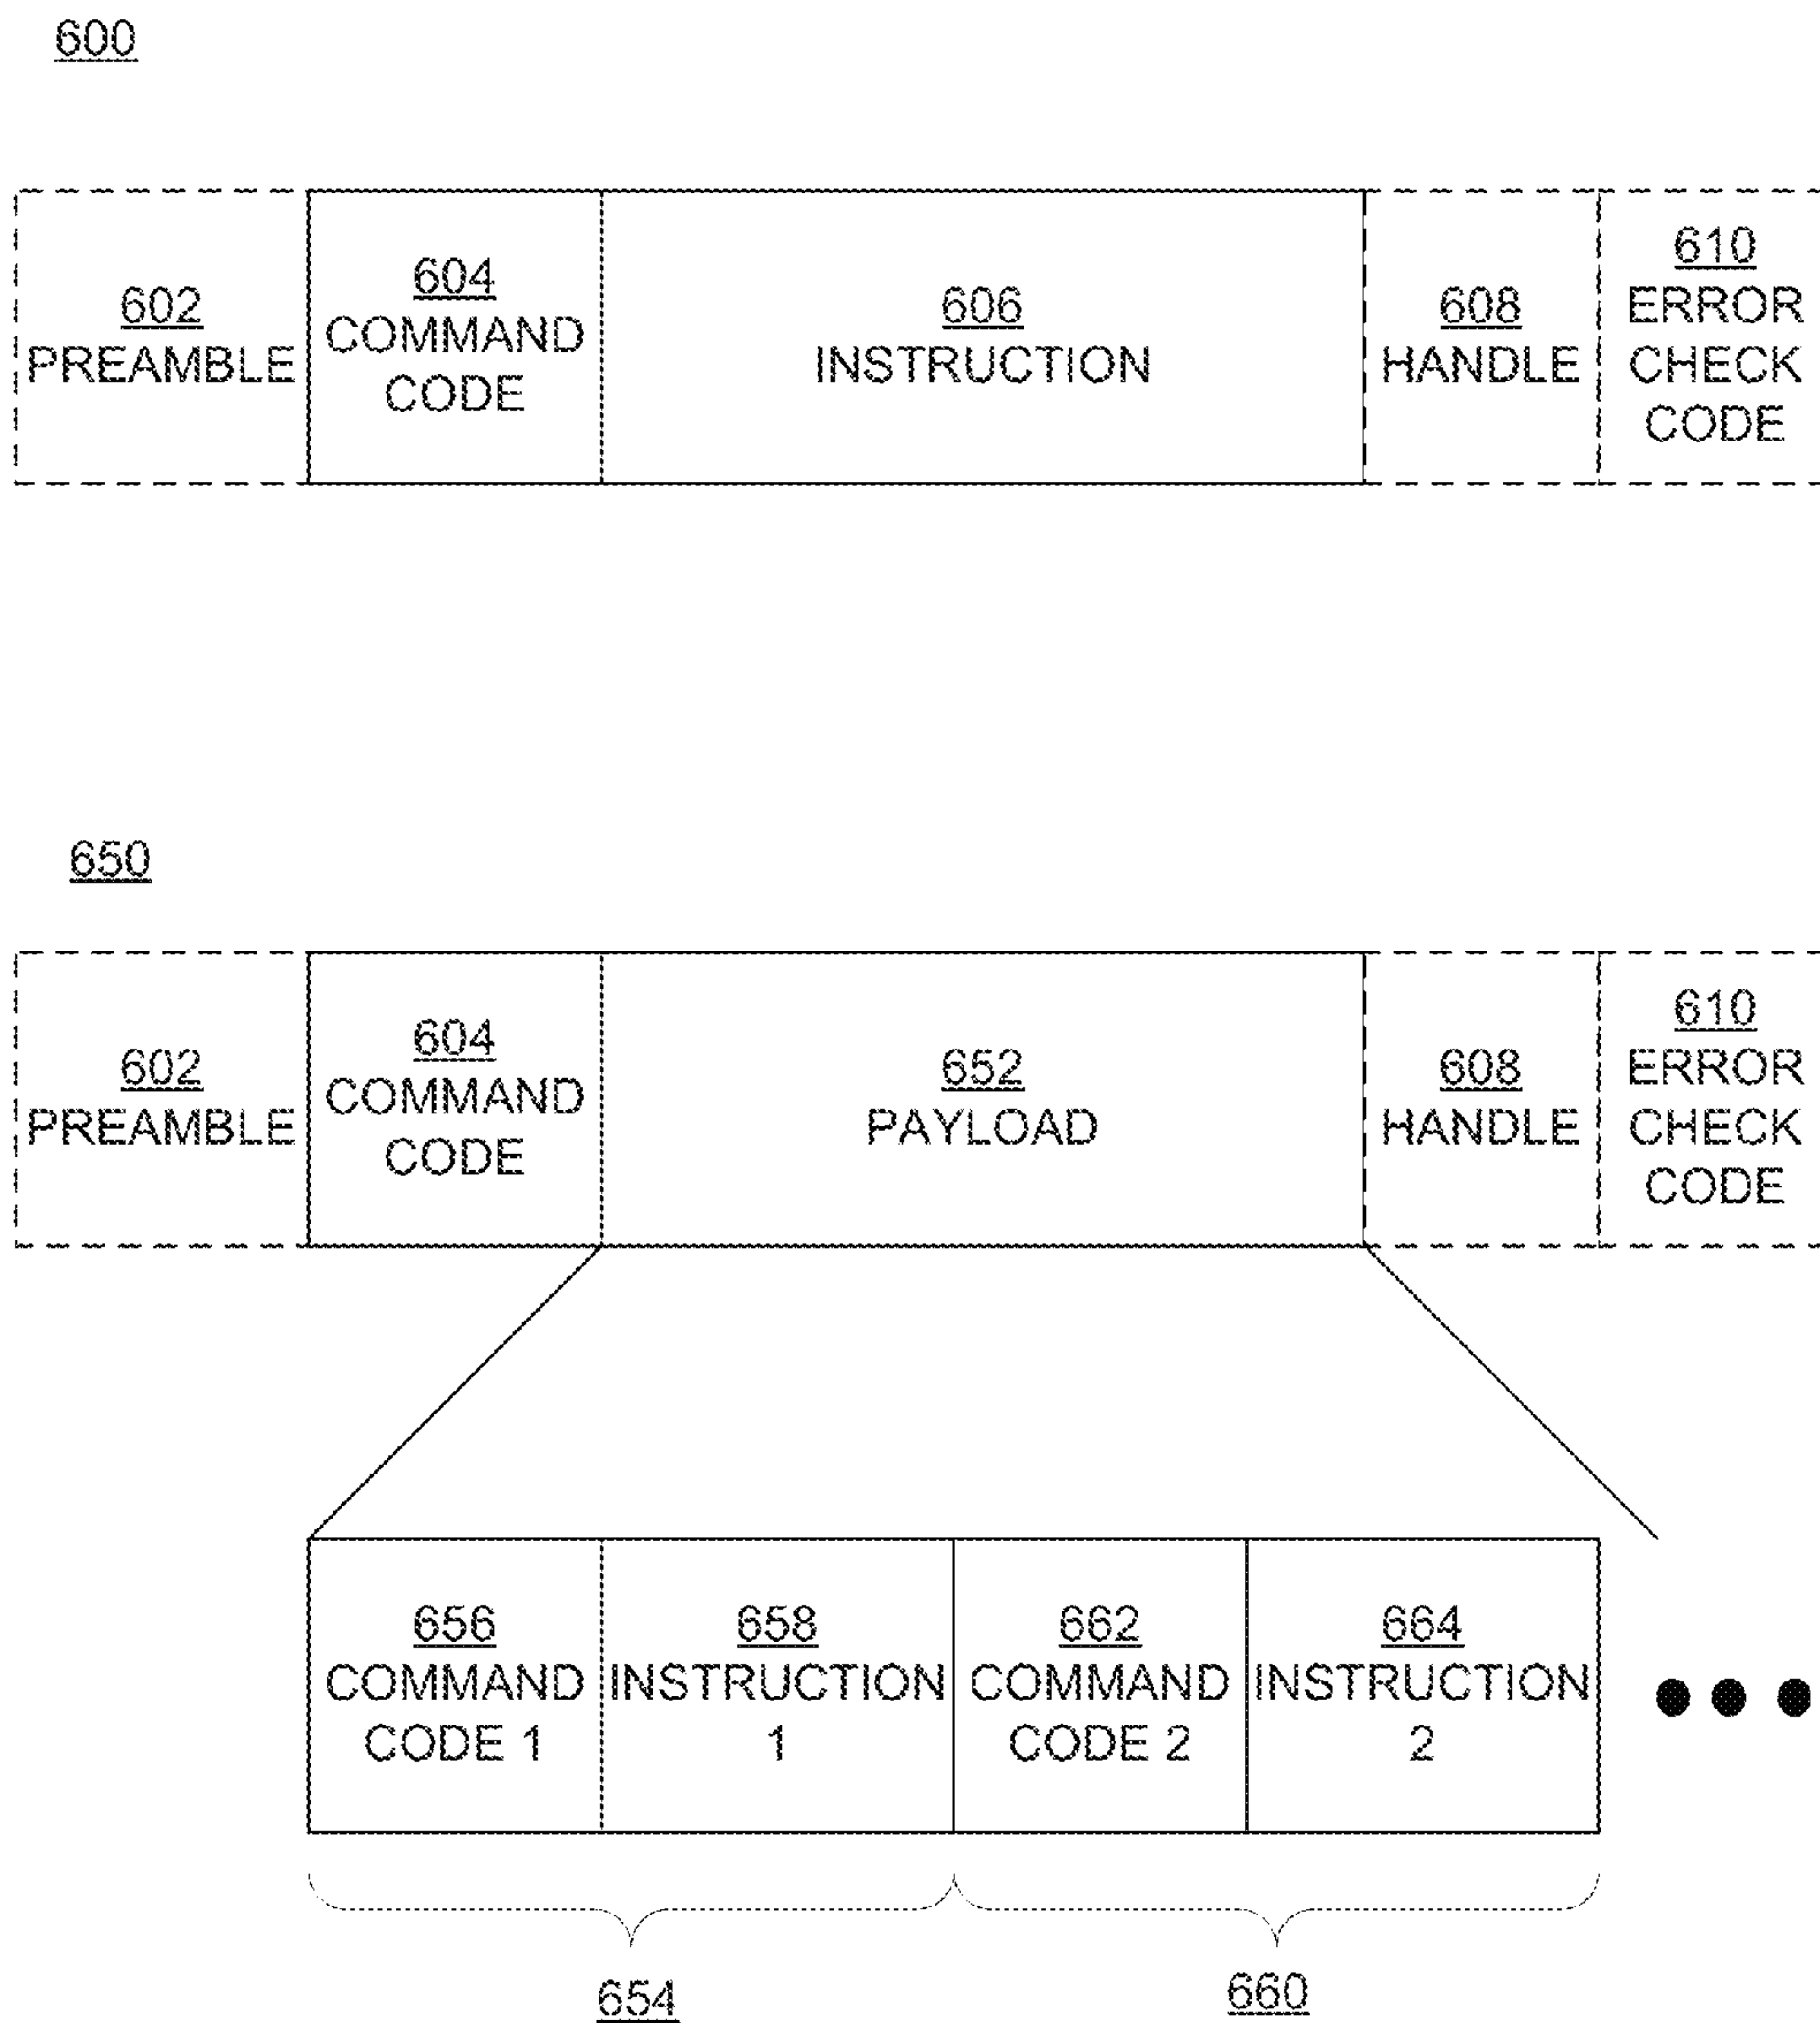 600
602
PREAMBLE
604
COMMAND
CODE
606
INSTRUCTION
608
HANDLE
610
ERROR
CHECK
CODE
650
602
PREAMBLE
604
COMMAND
CODE
652
PAYLOAD
608
HANDLE
610
ERROR
CHECK
CODE
656
COMMAND
CODE 1
658
INSTRUCTION
1
662
COMMAND
CODE 2
664
INSTRUCTION
2
654
660